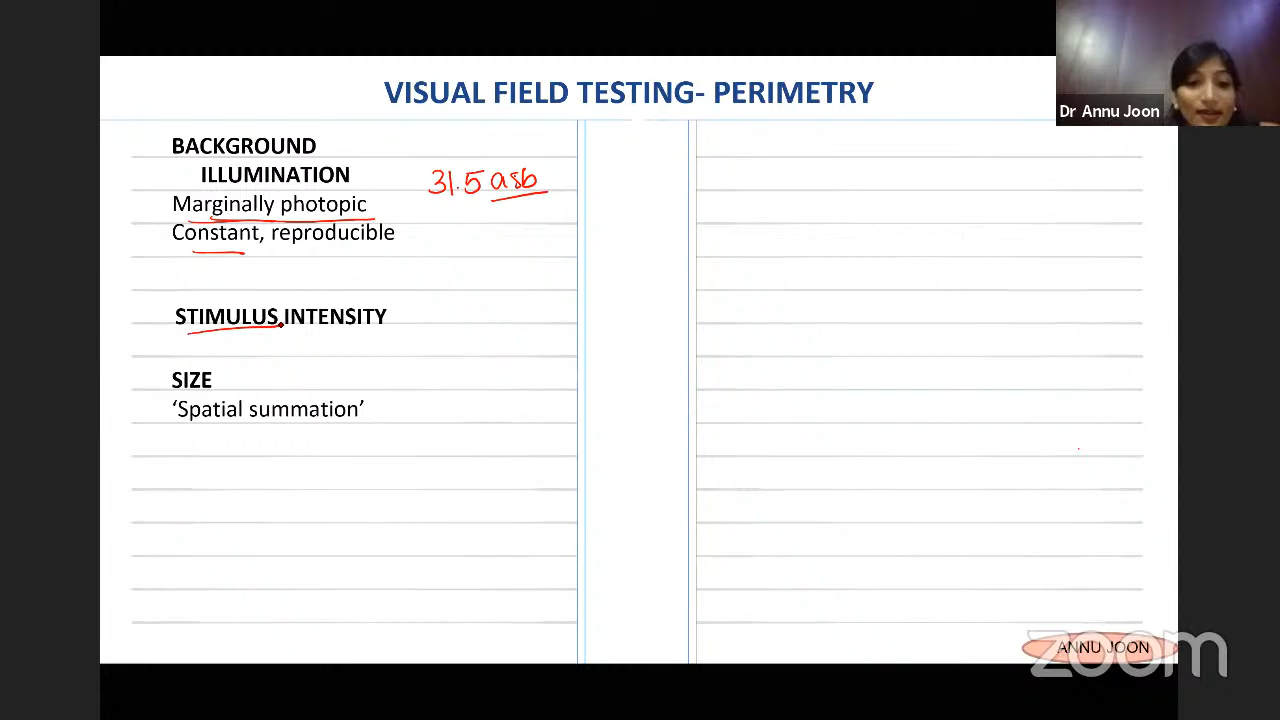 VISUAL FIELD TESTING- PERIMETRY
Dr Annu Joon
BACKGROUND
ILLUMINATION
31.5 asb
Marginally photopic
Constant, reproducible
STIMULUS INTENSITY
SIZE
‘Spatial summation’
ANNU JOON
zoom